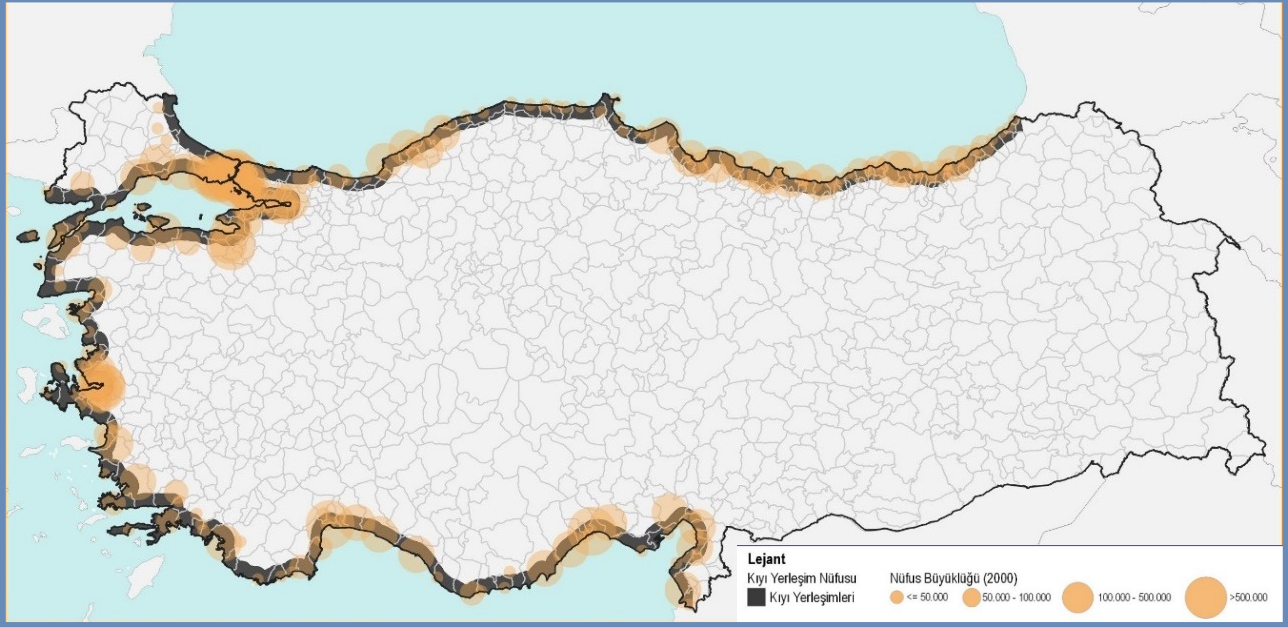 Lejant
Kıyı Yerleşim Nüfusu
Kıyı Yerleşimleri
Nüfus Büyüklüğü (2000)
<= 50.000
50.000 - 100.000
100.000 - 500.000
>500.000